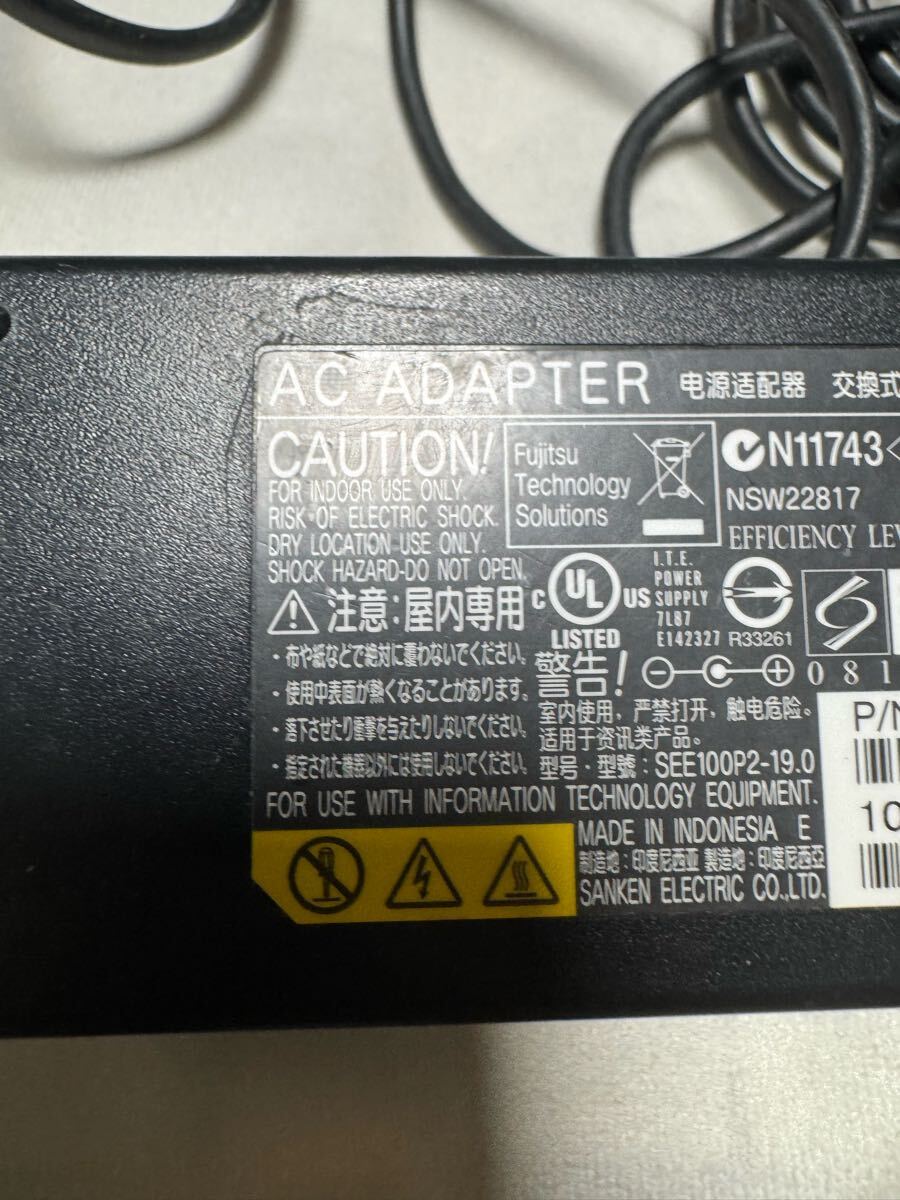 AC ADAPTER 电源适配器 交換式
CAUTION!
FOR INDOOR USE ONLY.
RISK OF ELECTRIC SHOCK.
DRY LOCATION USE ONLY.
SHOCK HAZARD-DO NOT OPEN.
Fujitsu
Technology
Solutions
N11743
NSW22817
EFFICIENCY LEV
注意:屋内専用
・布や紙などで絶対に覆わないでください。
・使用中表面が熱くなることがあります。
・落下させたり衝撃を与えたりしないでください。
・指定された機器以外には使用しないでください。
C UL US
LISTED
I.T.E.
POWER
SUPPLY
7L87
E142327
R33261
警告!
081
室内使用，严禁打开，触电危险。
适用于资讯类产品。
型号・型號:SEE100P2-19.0
FOR USE WITH INFORMATION TECHNOLOGY EQUIPMENT.
MADE IN INDONESIA E
制造地:印度尼西亚 製造地:印度尼西亞
SANKEN ELECTRIC CO.,LTD.
P/N
10